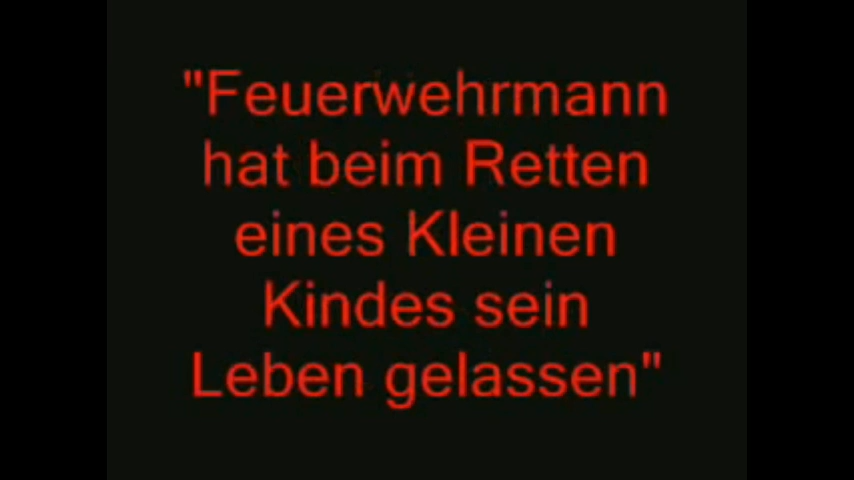 "Feuerwehrmann
hat beim Retten
eines Kleinen
Kindes sein
Leben gelassen"